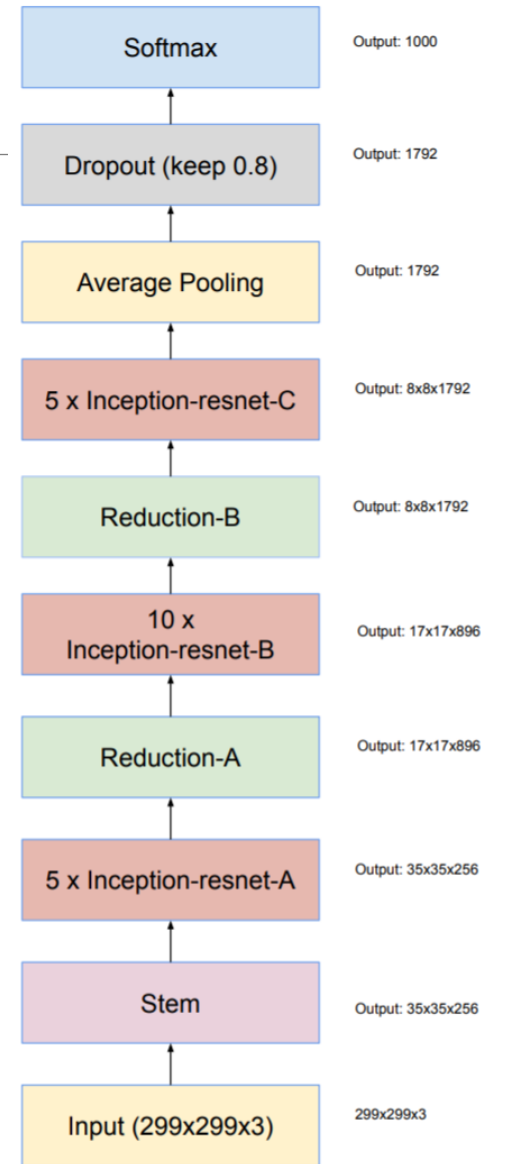 Softmax
Output: 1000
Dropout (keep 0.8)
Output: 1792
Average Pooling
Output: 1792
5 x Inception-resnet-C
Output: 8x8x1792
Reduction-B
Output: 8x8x1792
10 x
Inception-resnet-B
Output: 17x17x896
Reduction-A
Output: 17x17x896
5 x Inception-resnet-A
Output: 35x35x256
Stem
Output: 35x35x256
Input (299x299x3)
299x299x3